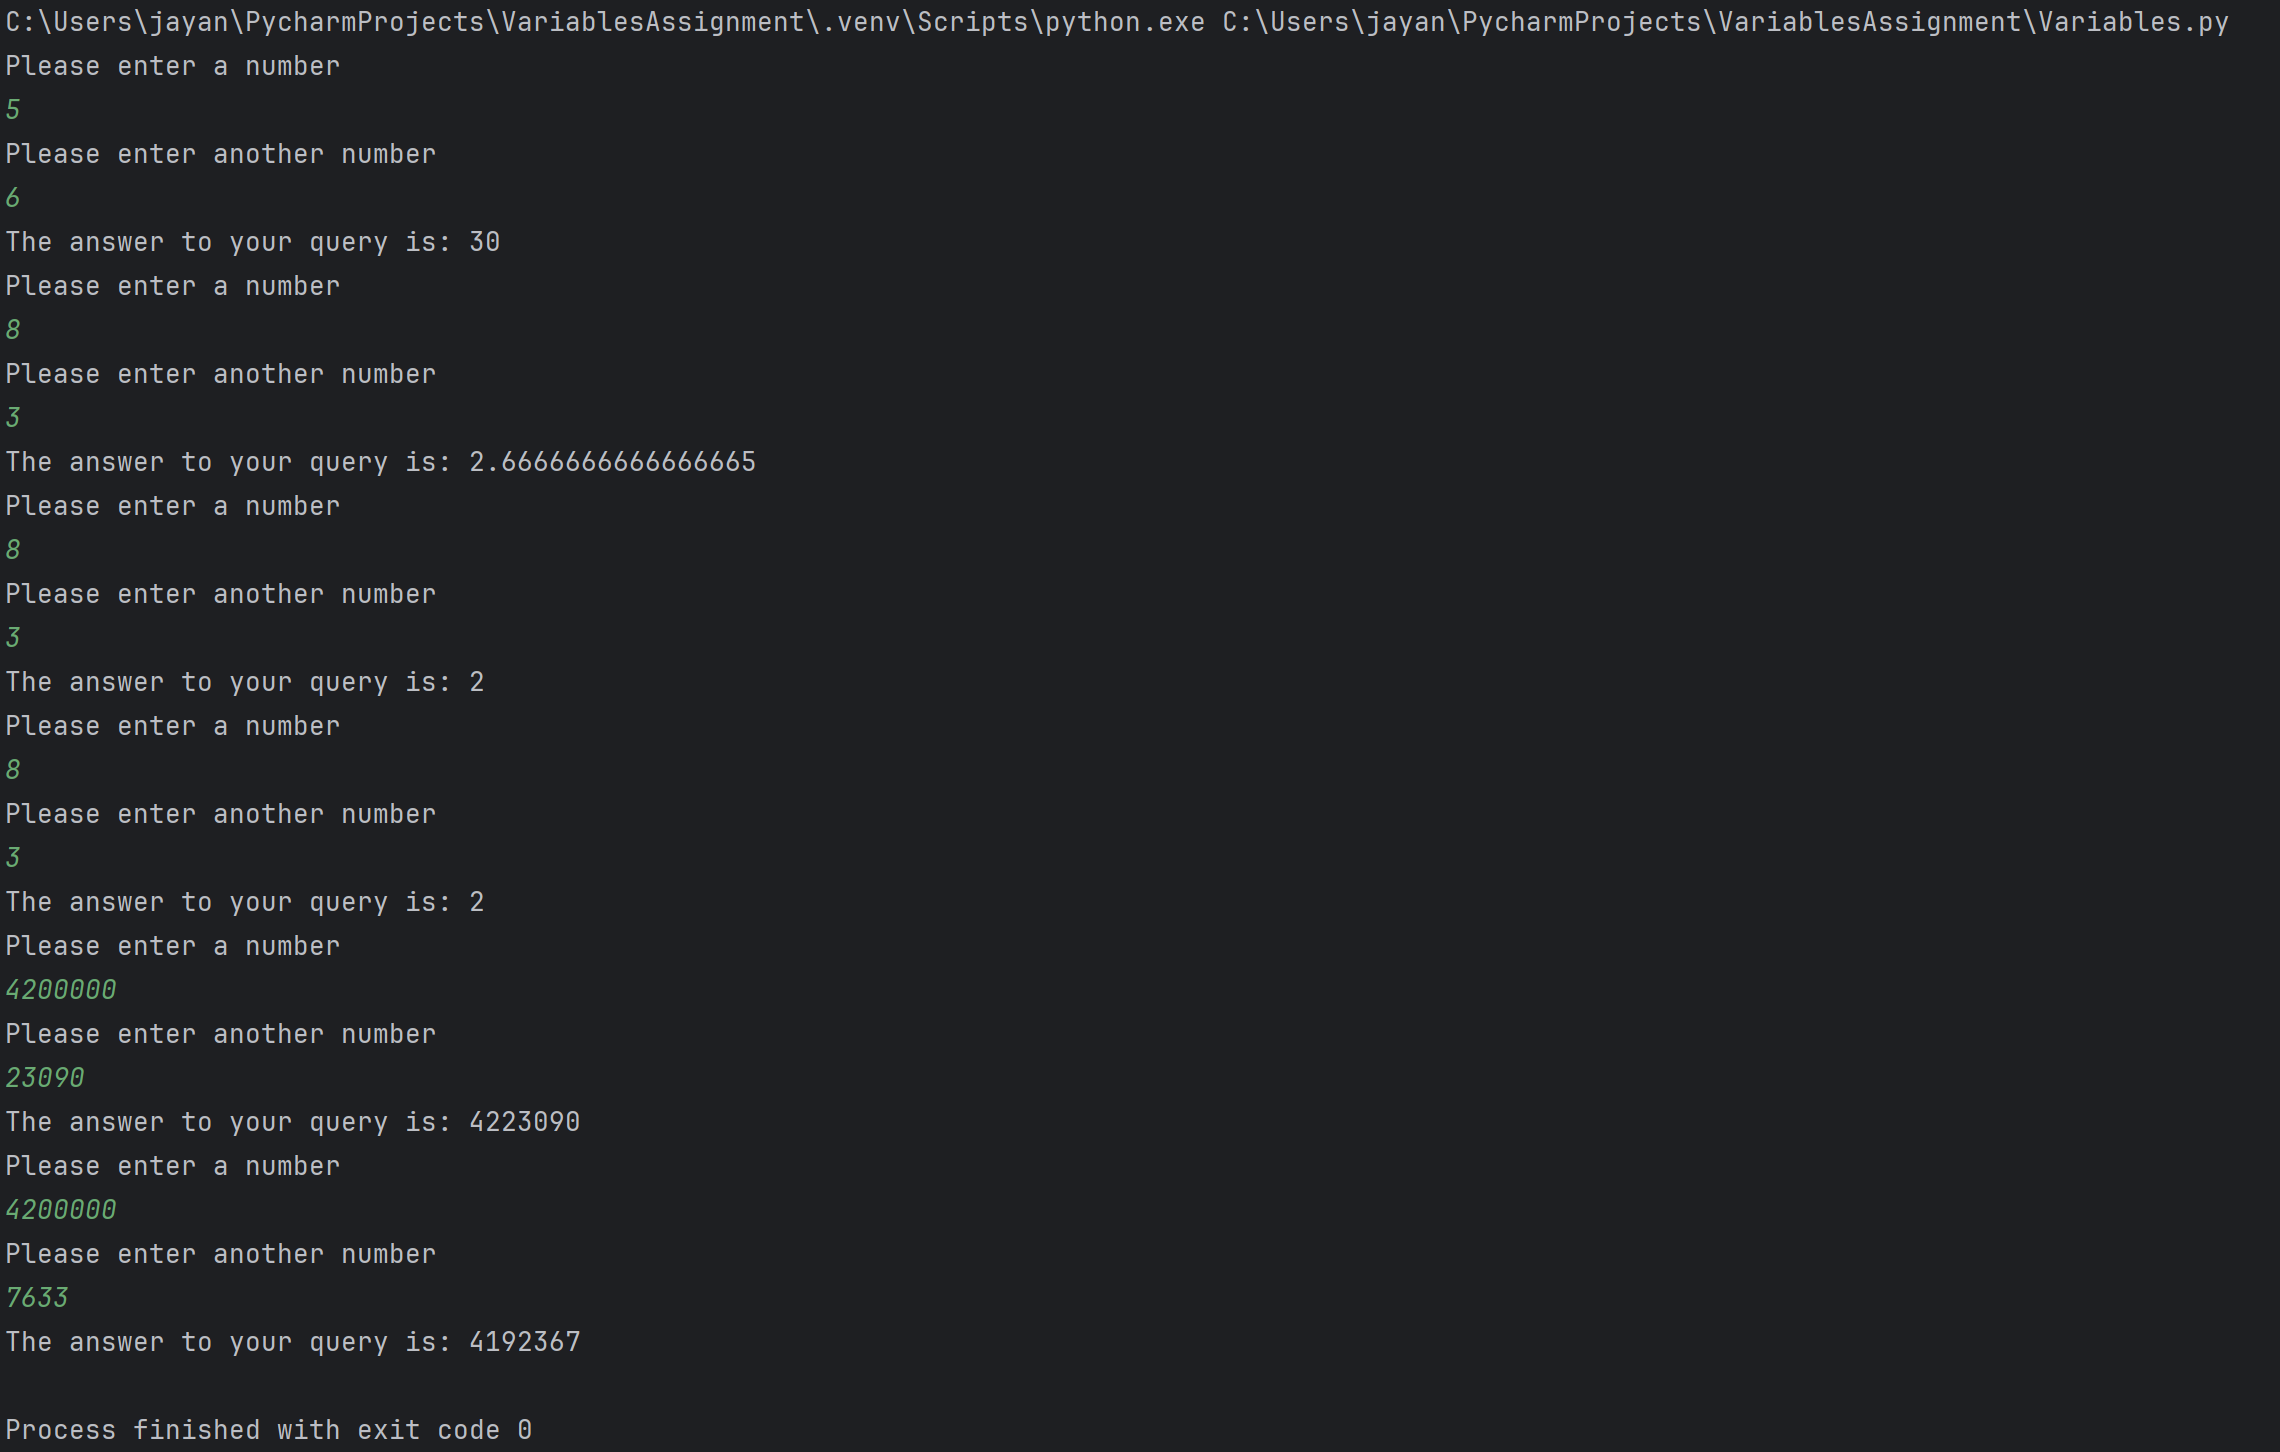 C:\Users\jayan\PycharmProjects\VariablesAssignment\.venv\Scripts\python.exe C:\Users\jayan\PycharmProjects\VariablesAssignment\Variables.py
Please enter a number
5
Please enter another number
6
The answer to your query is: 30
Please enter a number
8
Please enter another number
3
The answer to your query is: 2.6666666666666665
Please enter a number
8
Please enter another number
3
The answer to your query is: 2
Please enter a number
8
Please enter another number
3
The answer to your query is: 2
Please enter a number
4200000
Please enter another number
23090
The answer to your query is: 4223090
Please enter a number
4200000
Please enter another number
7633
The answer to your query is: 4192367
Process finished with exit code 0